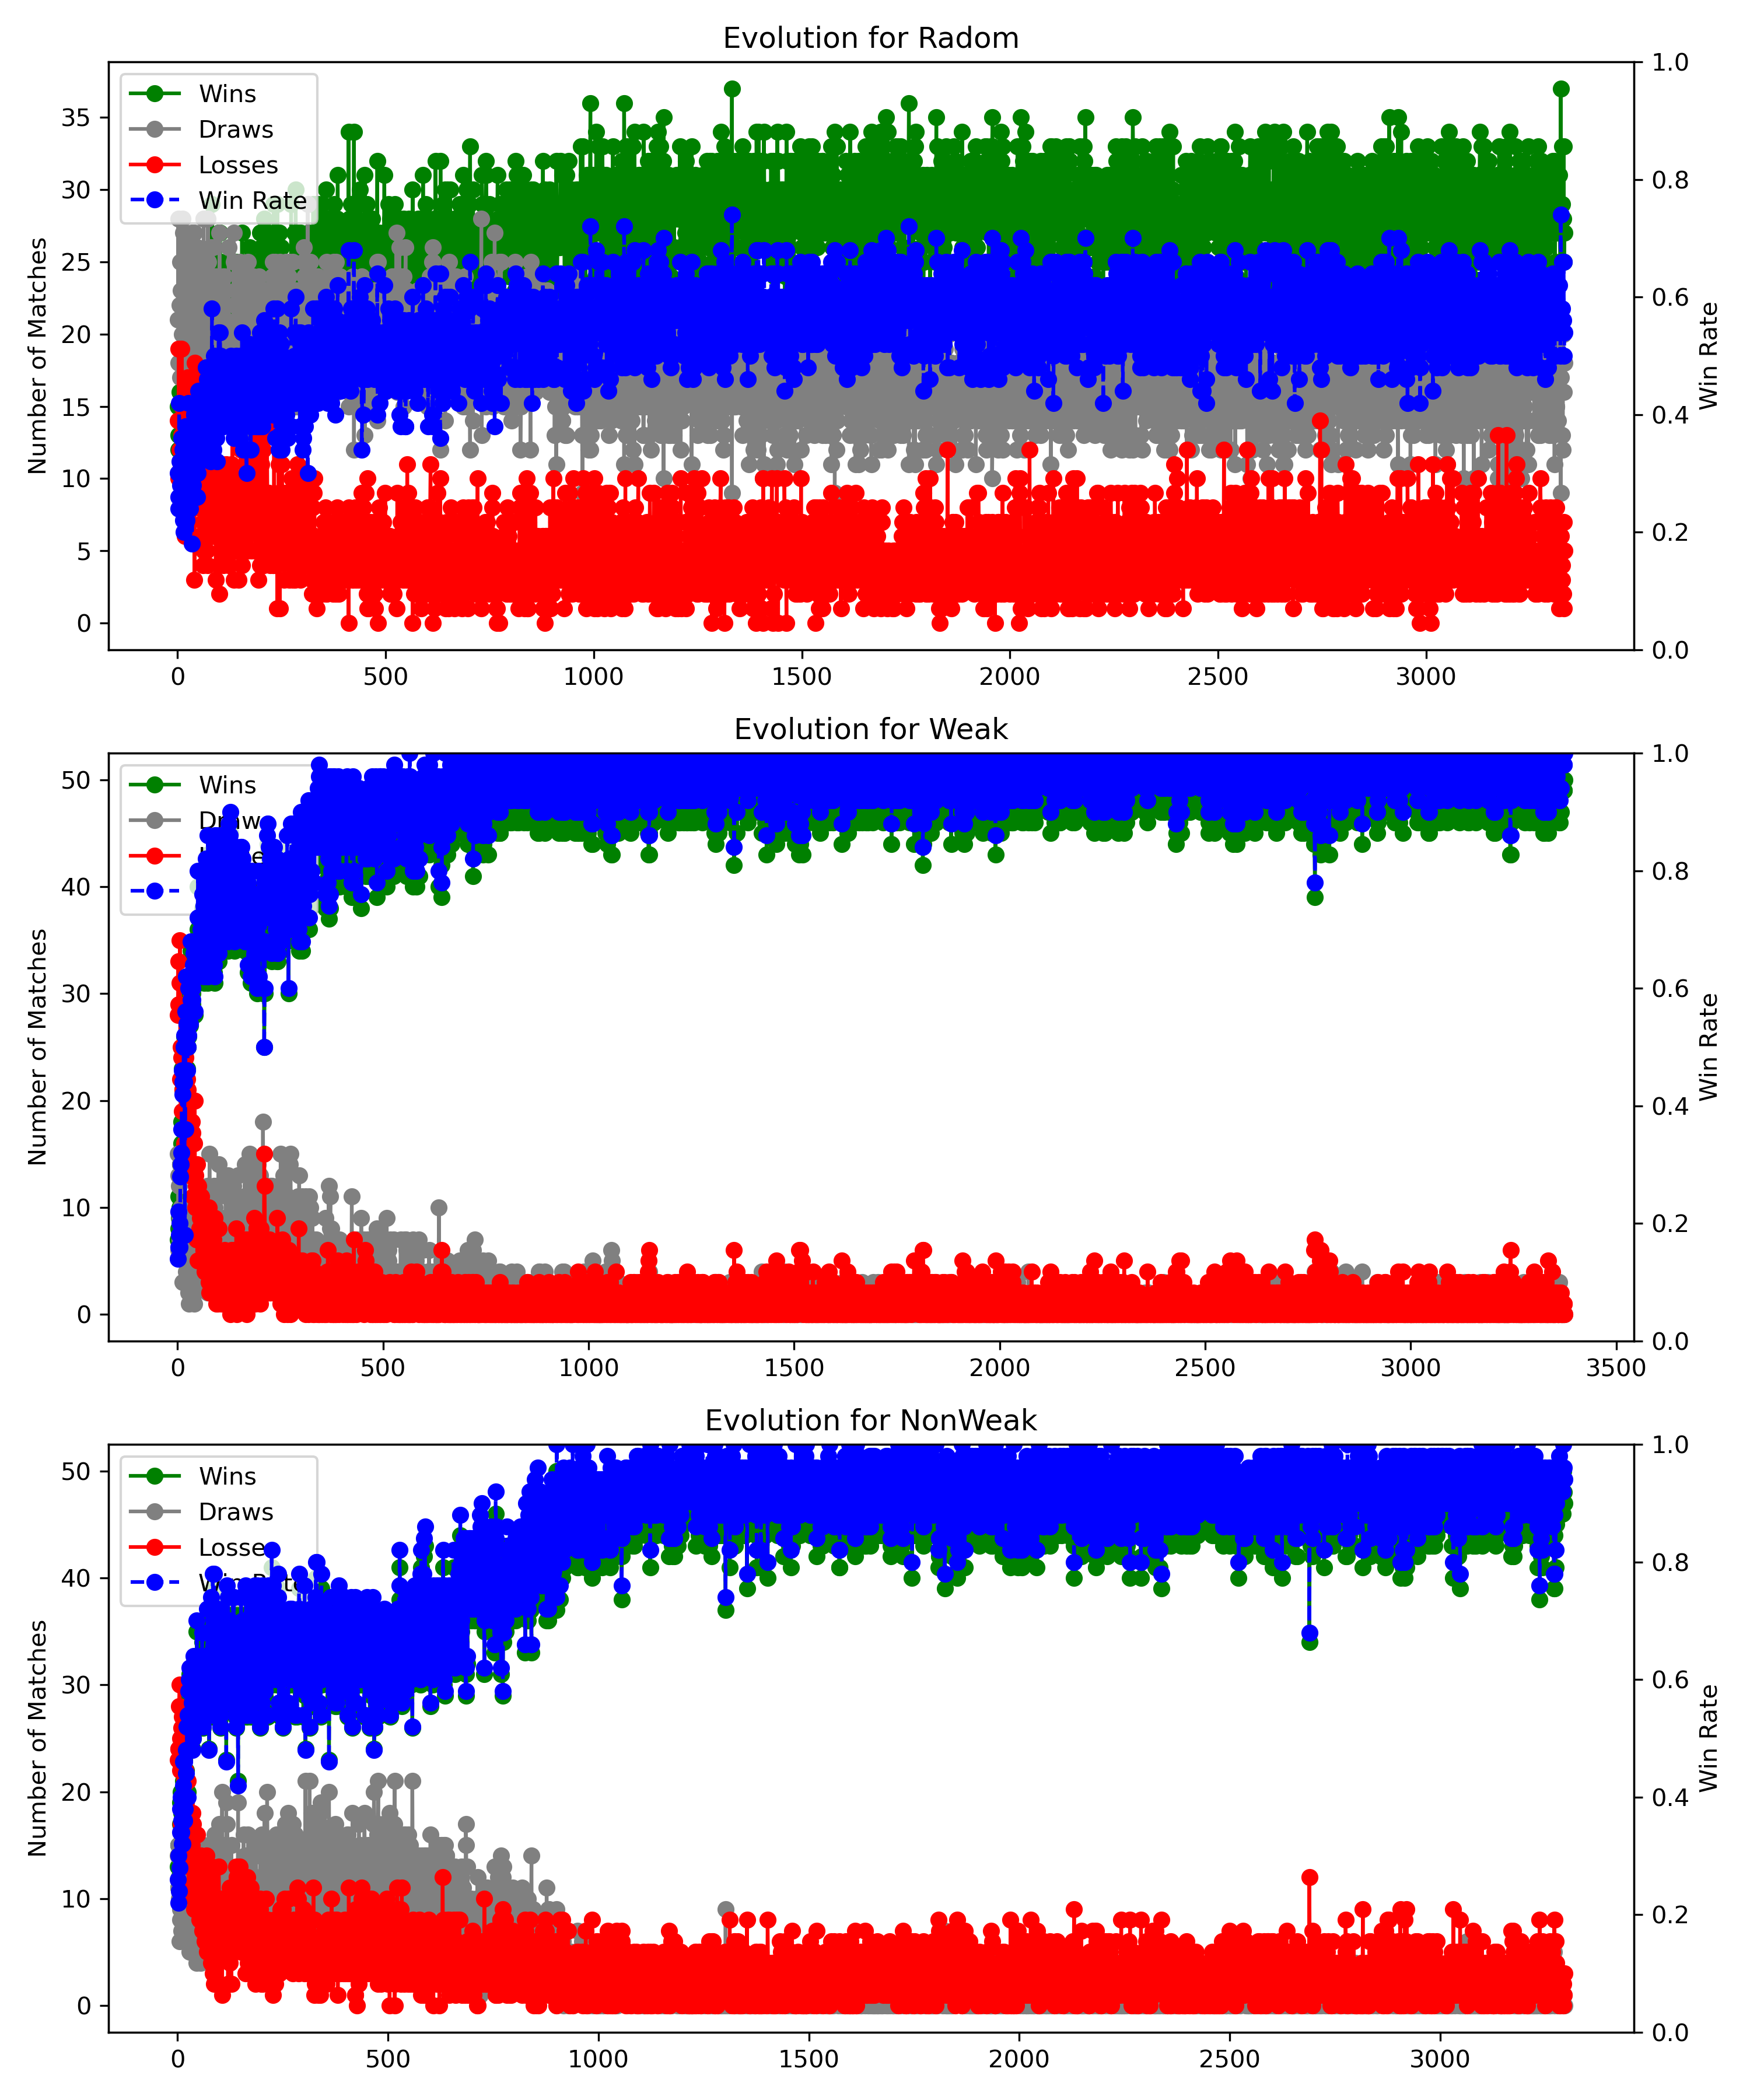 Evolution for Radom
Wins
Draws
Losses
Win Rate
Number of Matches
Win Rate
35
30
25
20
15
10
5
0
1.0
0.8
0.6
0.4
0.2
0.0
0 500 1000 1500 2000 2500 3000
Evolution for Weak
Wins
Number of Matches
Win Rate
50
40
30
20
10
0
1.0
0.8
0.6
0.4
0.2
0.0
0 500 1000 1500 2000 2500 3000 3500
Evolution for NonWeak
Wins
Draws
Number of Matches
Win Rate
50
40
30
20
10
0
1.0
0.8
0.6
0.4
0.2
0.0
0 500 1000 1500 2000 2500 3000